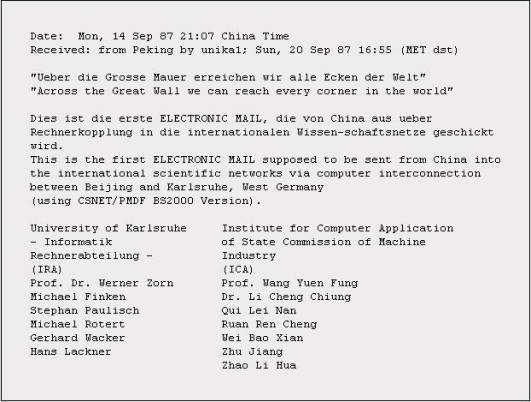 Date:  Mon, 14 Sep 87 21:07 China Time
Received: from Peking by unika1; Sun, 20 Sep 87 16:55 (MET dst)
"Ueber die Grosse Mauer erreichen wir alle Ecken der Welt"
"Across the Great Wall we can reach every corner in the world"
Dies ist die erste ELECTRONIC MAIL, die von China aus ueber
Rechnerkopplung in die internationalen Wissen-schaftsnetze geschickt
wird.
This is the first ELECTRONIC MAIL supposed to be sent from China into
the international scientific networks via computer interconnection
between Beijing and Karlsruhe, West Germany
(using CSNET/PMDF BS2000 Version).
University of Karlsruhe
- Informatik
Rechnerabteilung -
(IRA)
Prof. Dr. Werner Zorn
Michael Finken
Stephan Paulisch
Michael Rotert
Gerhard Wacker
Hans Lackner
Institute for Computer Application
of State Commission of Machine
Industry
(ICA)
Prof. Wang Yuen Fung
Dr. Li Cheng Chiung
Qui Lei Nan
Ruan Ren Cheng
Wei Bao Xian
Zhu Jiang
Zhao Li Hua